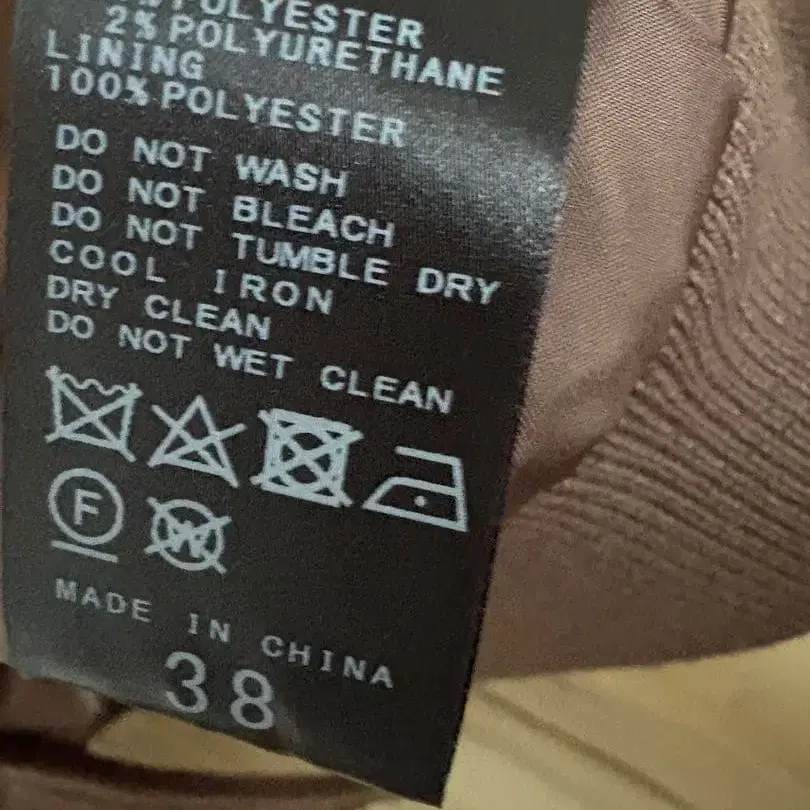 POLYESTER
2% POLYURETHANE
LINING
100% POLYESTER
DO NOT WASH
DO NOT BLEACH
DO NOT TUMBLE DRY
COOL IRON
DRY CLEAN
DO NOT WET CLEAN
F
W
MADE IN CHINA
38